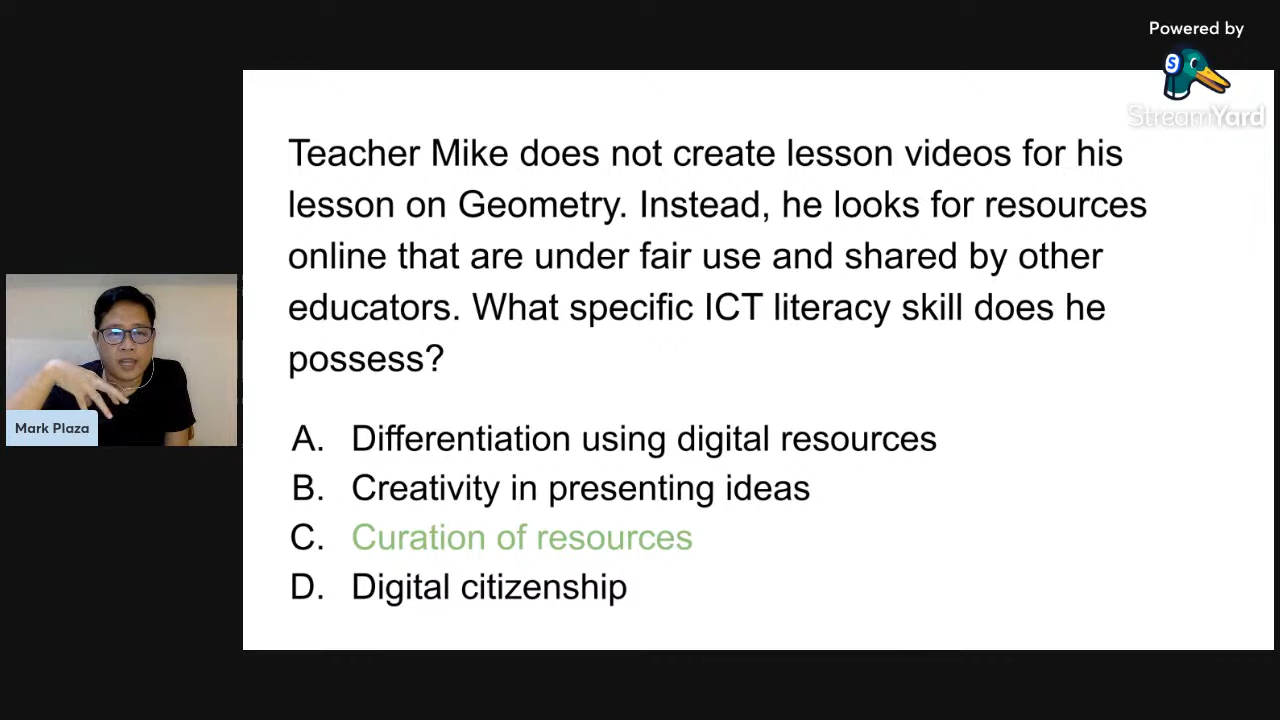 Powered by
StreamYard
Teacher Mike does not create lesson videos for his
lesson on Geometry. Instead, he looks for resources
online that are under fair use and shared by other
educators. What specific ICT literacy skill does he
possess?
A. Differentiation using digital resources
B. Creativity in presenting ideas
C. Curation of resources
D. Digital citizenship
Mark Plaza